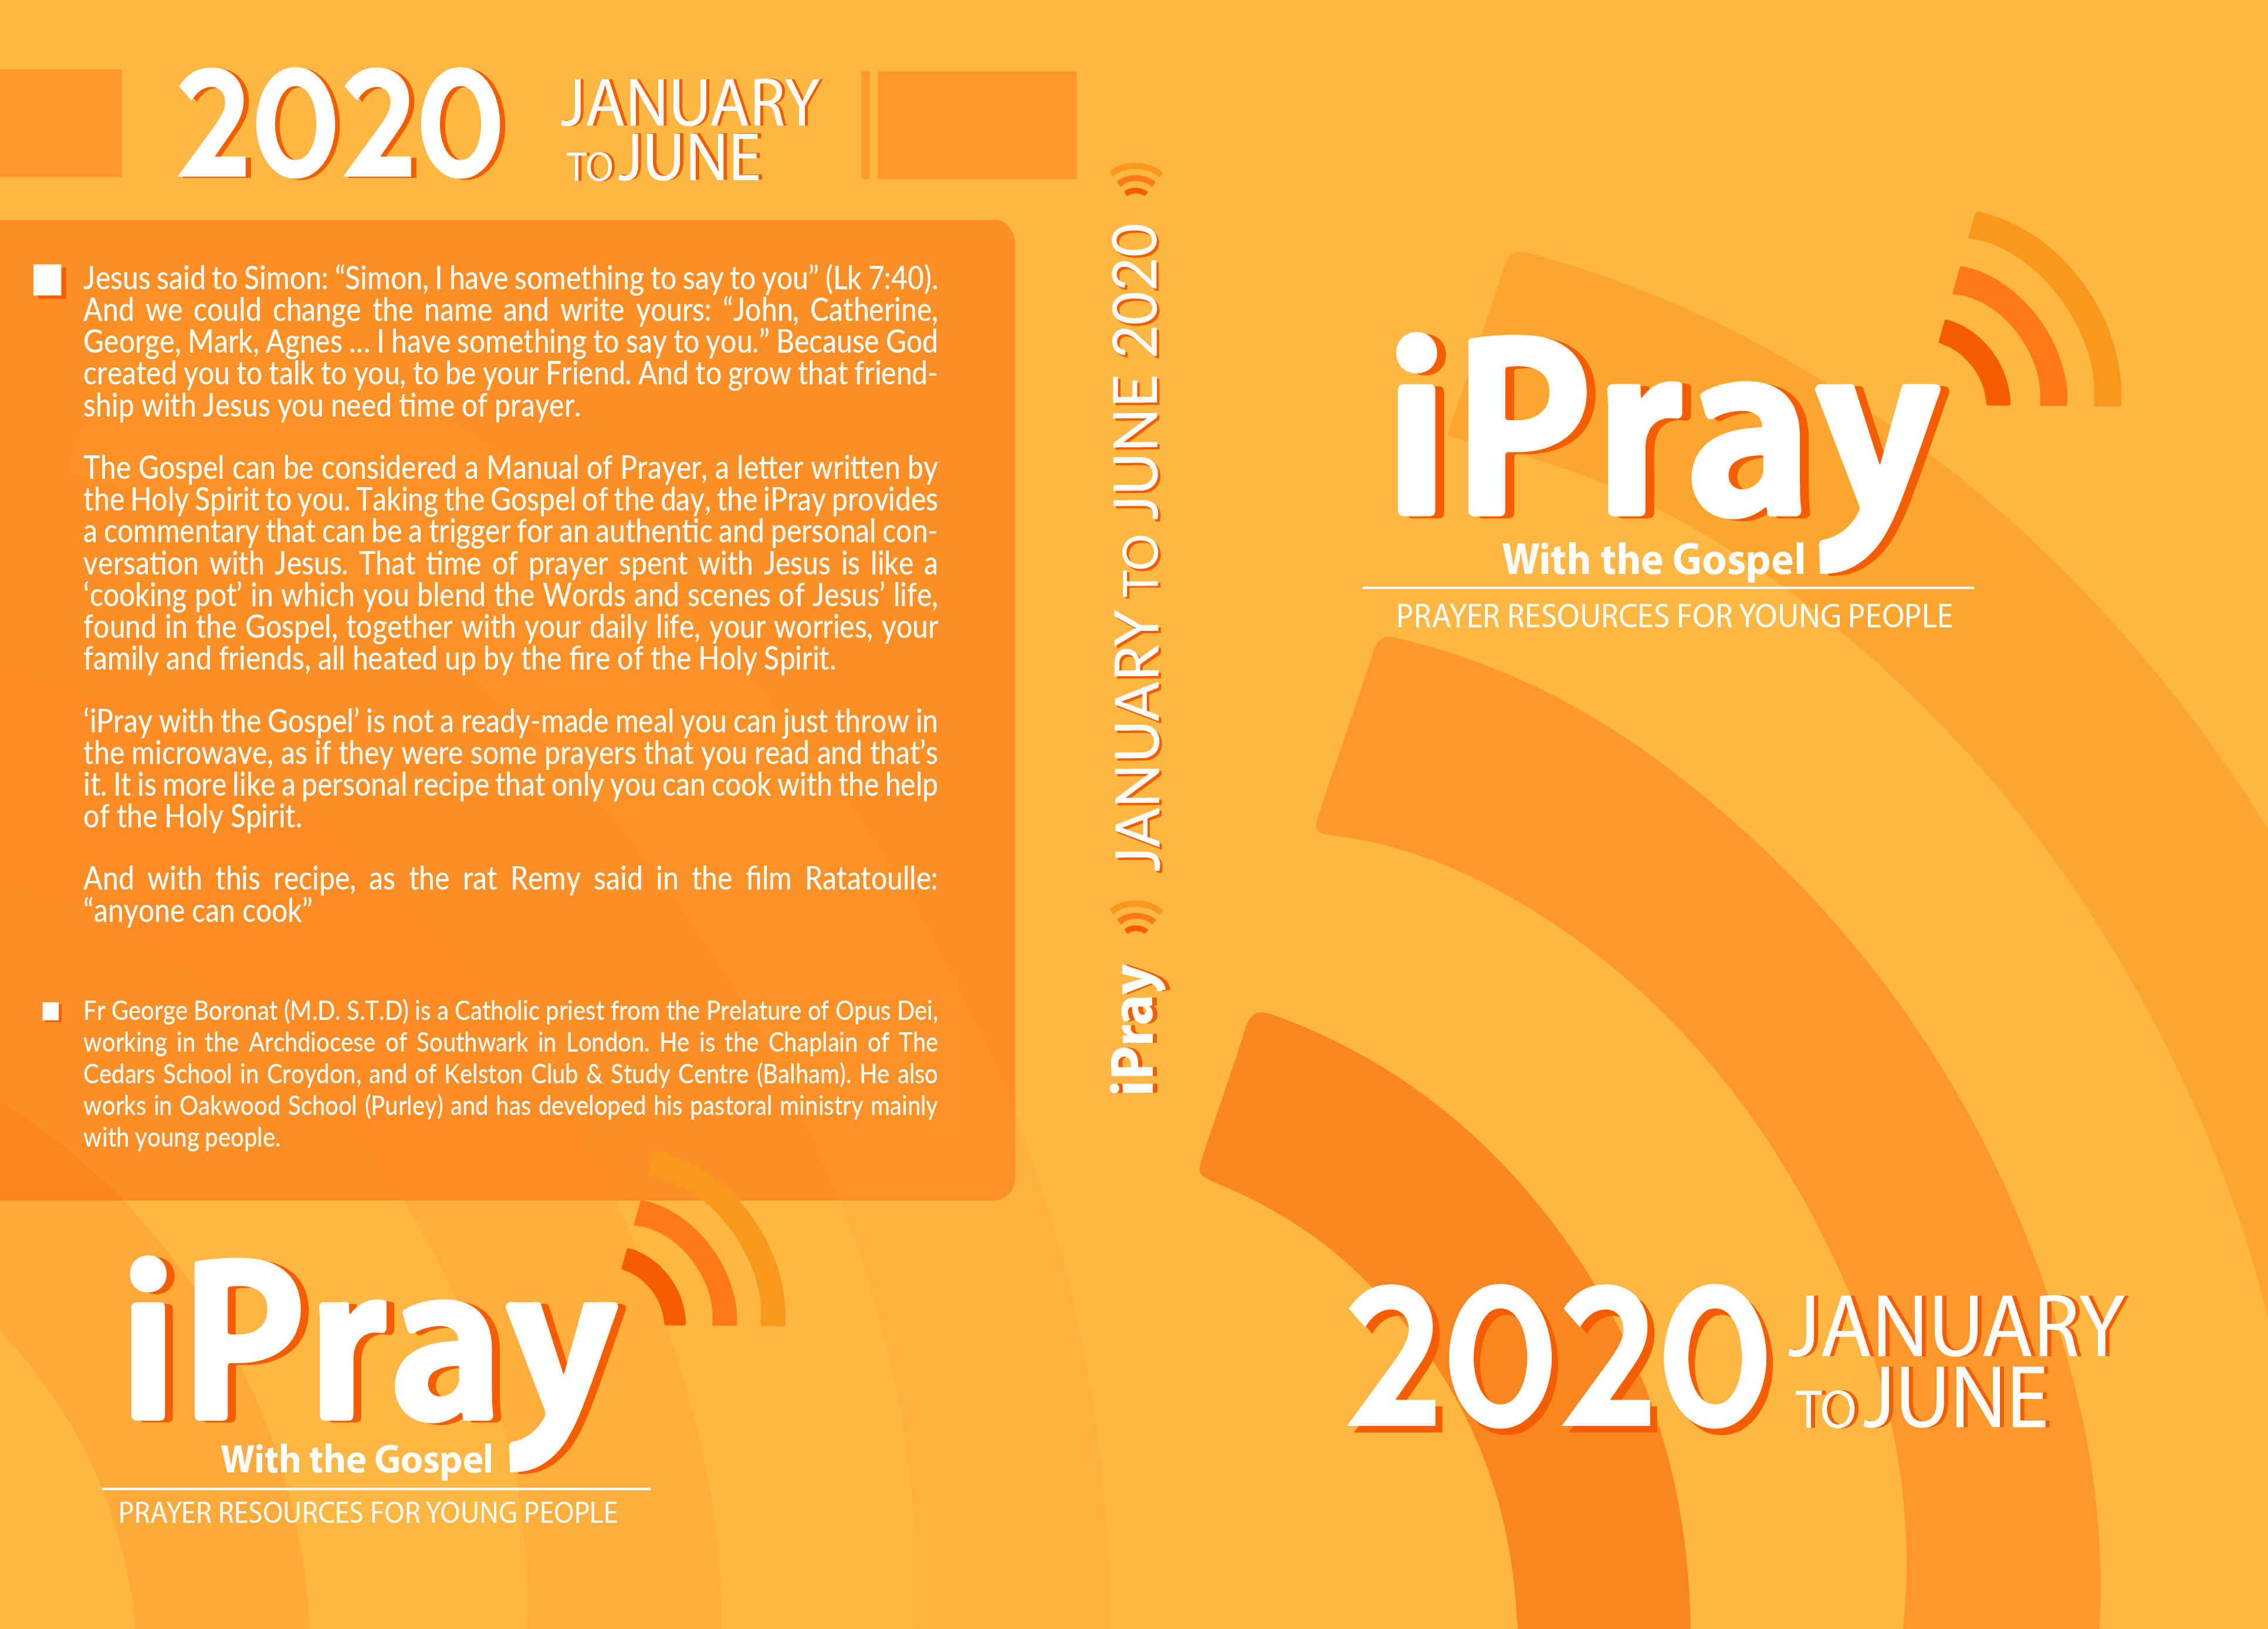 2020
JANUARY
TO JUNE
Jesus said to Simon: “Simon, I have something to say to you” (Lk 7:40).
And we could change the name and write yours: “John, Catherine,
George, Mark, Agnes ... I have something to say to you.” Because God
created you to talk to you, to be your Friend. And to grow that friend-
ship with Jesus you need time of prayer.
The Gospel can be considered a Manual of Prayer, a letter written by
the Holy Spirit to you. Taking the Gospel of the day, the iPray provides
a commentary that can be a trigger for an authentic and personal con-
versation with Jesus. That time of prayer spent with Jesus is like a
‘cooking pot’ in which you blend the Words and scenes of Jesus’ life,
found in the Gospel, together with your daily life, your worries, your
family and friends, all heated up by the fire of the Holy Spirit.
‘iPray with the Gospel’ is not a ready-made meal you can just throw in
the microwave, as if they were some prayers that you read and that’s
it. It is more like a personal recipe that only you can cook with the help
of the Holy Spirit.
And with this recipe, as the rat Remy said in the film Ratatoulle:
“anyone can cook”
Fr George Boronat (M.D. S.T.D) is a Catholic priest from the Prelature of Opus Dei,
working in the Archdiocese of Southwark in London. He is the Chaplain of The
Cedars School in Croydon, and of Kelston Club & Study Centre (Balham). He also
works in Oakwood School (Purley) and has developed his pastoral ministry mainly
with young people.
iPray
With the Gospel
PRAYER RESOURCES FOR YOUNG PEOPLE
iPray JANUARY TO JUNE 2020
iPray
With the Gospel
PRAYER RESOURCES FOR YOUNG PEOPLE
2020
JANUARY
TO JUNE